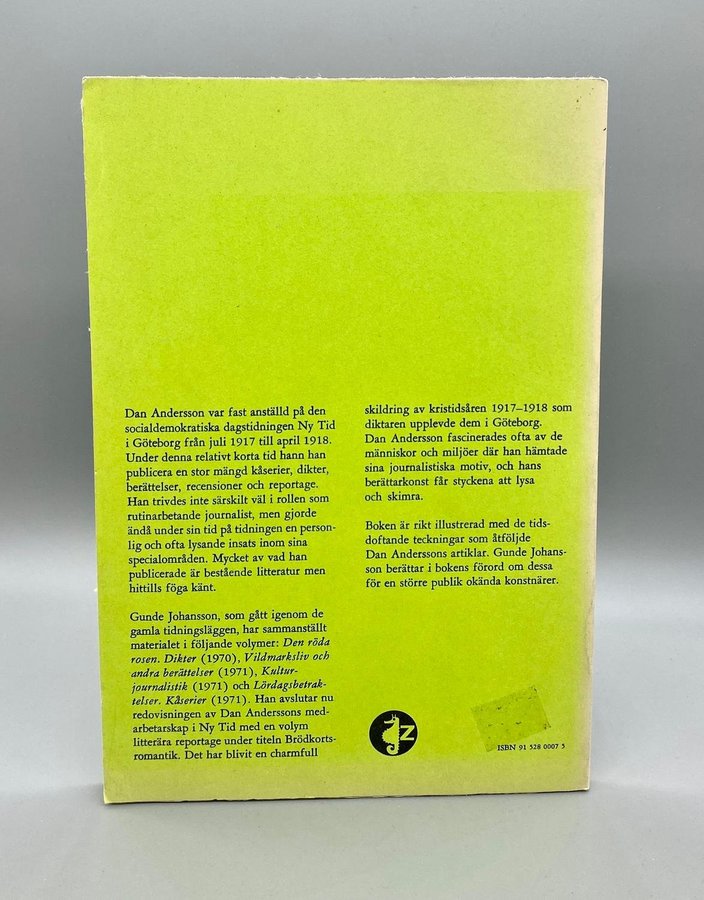 Dan Andersson var fast anställd på den
socialdemokratiska dagstidningen Ny Tid
i Göteborg från juli 1917 till april 1918.
Under denna relativt korta tid hann han
publicera en stor mängd kåserier, dikter,
berättelser, recensioner och reportage.
Han trivdes inte särskilt väl i rollen som
rutinarbetande journalist, men gjorde
ändå under sin tid på tidningen en person-
lig och ofta lysande insats inom sina
specialområden. Mycket av vad han
publicerade är bestående litteratur men
hittills föga känt.
Gunde Johansson, som gått igenom de
gamla tidningsläggen, har sammanställt
materialet i följande volymer: Den röda
rosen. Dikter (1970), Vildmarksliv och
andra berättelser (1971), Kultur-
journalistik (1971) och Lördagsbetrak-
telser. Kåserier (1971). Han avslutar nu
redovisningen av Dan Anderssons med-
arbetarskap i Ny Tid med en volym
litterära reportage under titeln Brödkorts-
romantik. Det har blivit en charmfull
skildring av kristidsåren 1917–1918 som
diktaren upplevde dem i Göteborg.
Dan Andersson fascinerades ofta av de
människor och miljöer där han hämtade
sina journalistiska motiv, och hans
berättarkonst får styckena att lysa
och skimra.
Boken är rikt illustrerad med de tids-
doftande teckningar som åtföljde
Dan Anderssons artiklar. Gunde Johans-
son berättar i bokens förord om dessa
för en större publik okända konstnärer.
Z
ISBN 91 528 0007 5